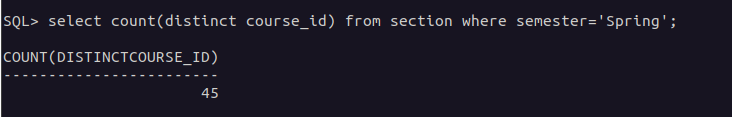 SQL> select count(distinct course_id) from section where semester='Spring';
COUNT(DISTINCTCOURSE_ID)
------------------------
45